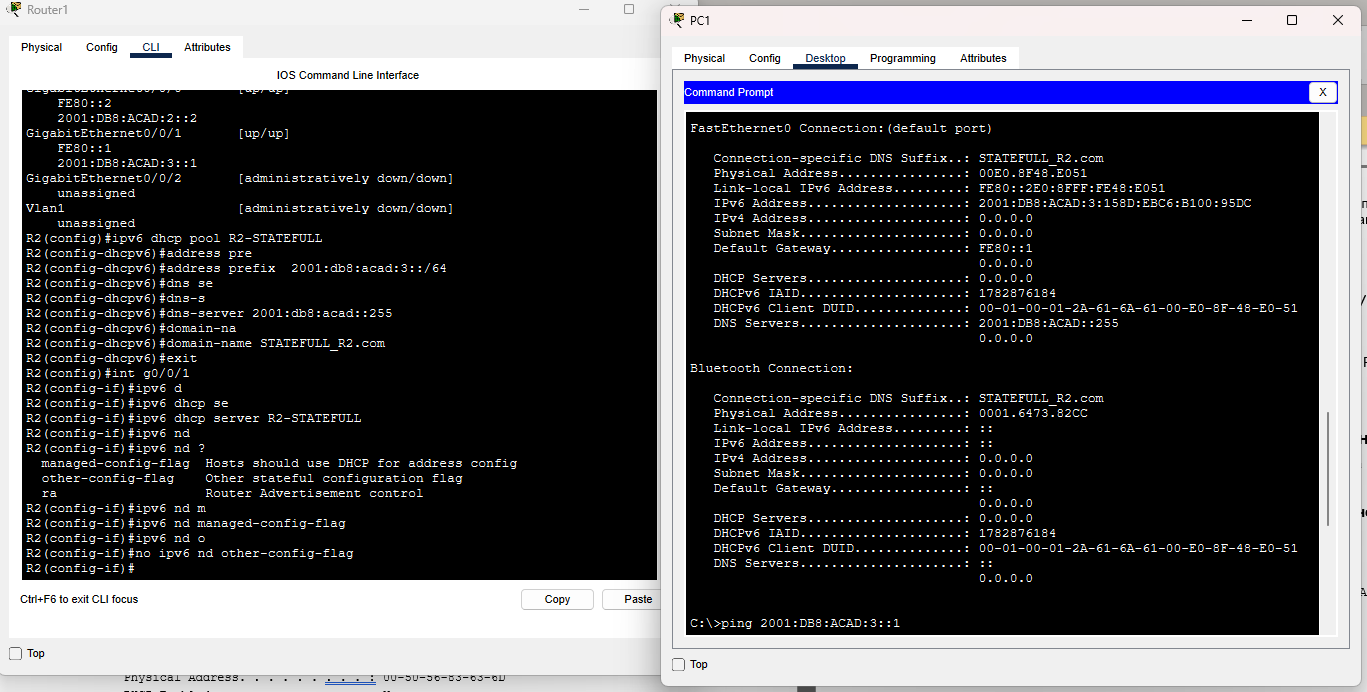 Router1
Physical Config CLI Attributes
IOS Command Line Interface
GigabitEthernet0/0/0 [up/up]
FE80::2
2001:DB8:ACAD:2::2
GigabitEthernet0/0/1 [up/up]
FE80::1
2001:DB8:ACAD:3::1
GigabitEthernet0/0/2 [administratively down/down]
unassigned
Vlan1 [administratively down/down]
unassigned
R2(config)#ipv6 dhcp pool R2-STATEFULL
R2(config-dhcpv6)#address pre
R2(config-dhcpv6)#address prefix  2001:db8:acad:3::/64
R2(config-dhcpv6)#dns se
R2(config-dhcpv6)#dns-s
R2(config-dhcpv6)#dns-server 2001:db8:acad::255
R2(config-dhcpv6)#domain-na
R2(config-dhcpv6)#domain-name STATEFULL_R2.com
R2(config-dhcpv6)#exit
R2(config)#int g0/0/1
R2(config-if)#ipv6 d
R2(config-if)#ipv6 dhcp se
R2(config-if)#ipv6 dhcp server R2-STATEFULL
R2(config-if)#ipv6 nd
R2(config-if)#ipv6 nd ?
managed-config-flag  Hosts should use DHCP for address config
other-config-flag    Other stateful configuration flag
ra                   Router Advertisement control
R2(config-if)#ipv6 nd m
R2(config-if)#ipv6 nd managed-config-flag
R2(config-if)#ipv6 nd o
R2(config-if)#no ipv6 nd other-config-flag
R2(config-if)#
Ctrl+F6 to exit CLI focus
Copy Paste
Top
Physical Address. . . . . . . . . : 00-50-56-83-63-6D
PC1
Physical Config Desktop Programming Attributes
Command Prompt X
FastEthernet0 Connection:(default port)
Connection-specific DNS Suffix..: STATEFULL_R2.com
Physical Address................: 00E0.8F48.E051
Link-local IPv6 Address.........: FE80::2E0:8FFF:FE48:E051
IPv6 Address....................: 2001:DB8:ACAD:3:158D:EBC6:B100:95DC
IPv4 Address....................: 0.0.0.0
Subnet Mask.....................: 0.0.0.0
Default Gateway.................: FE80::1
0.0.0.0
DHCP Servers....................: 0.0.0.0
DHCPv6 IAID.....................: 1782876184
DHCPv6 Client DUID..............: 00-01-00-01-2A-61-6A-61-00-E0-8F-48-E0-51
DNS Servers.....................: 2001:DB8:ACAD::255
0.0.0.0
Bluetooth Connection:
Connection-specific DNS Suffix..: STATEFULL_R2.com
Physical Address................: 0001.6473.82CC
Link-local IPv6 Address.........: ::
IPv6 Address....................: ::
IPv4 Address....................: 0.0.0.0
Subnet Mask.....................: 0.0.0.0
Default Gateway.................: ::
0.0.0.0
DHCP Servers....................: 0.0.0.0
DHCPv6 IAID.....................: 1782876184
DHCPv6 Client DUID..............: 00-01-00-01-2A-61-6A-61-00-E0-8F-48-E0-51
DNS Servers.....................: ::
0.0.0.0
C:\>ping 2001:DB8:ACAD:3::1
Top